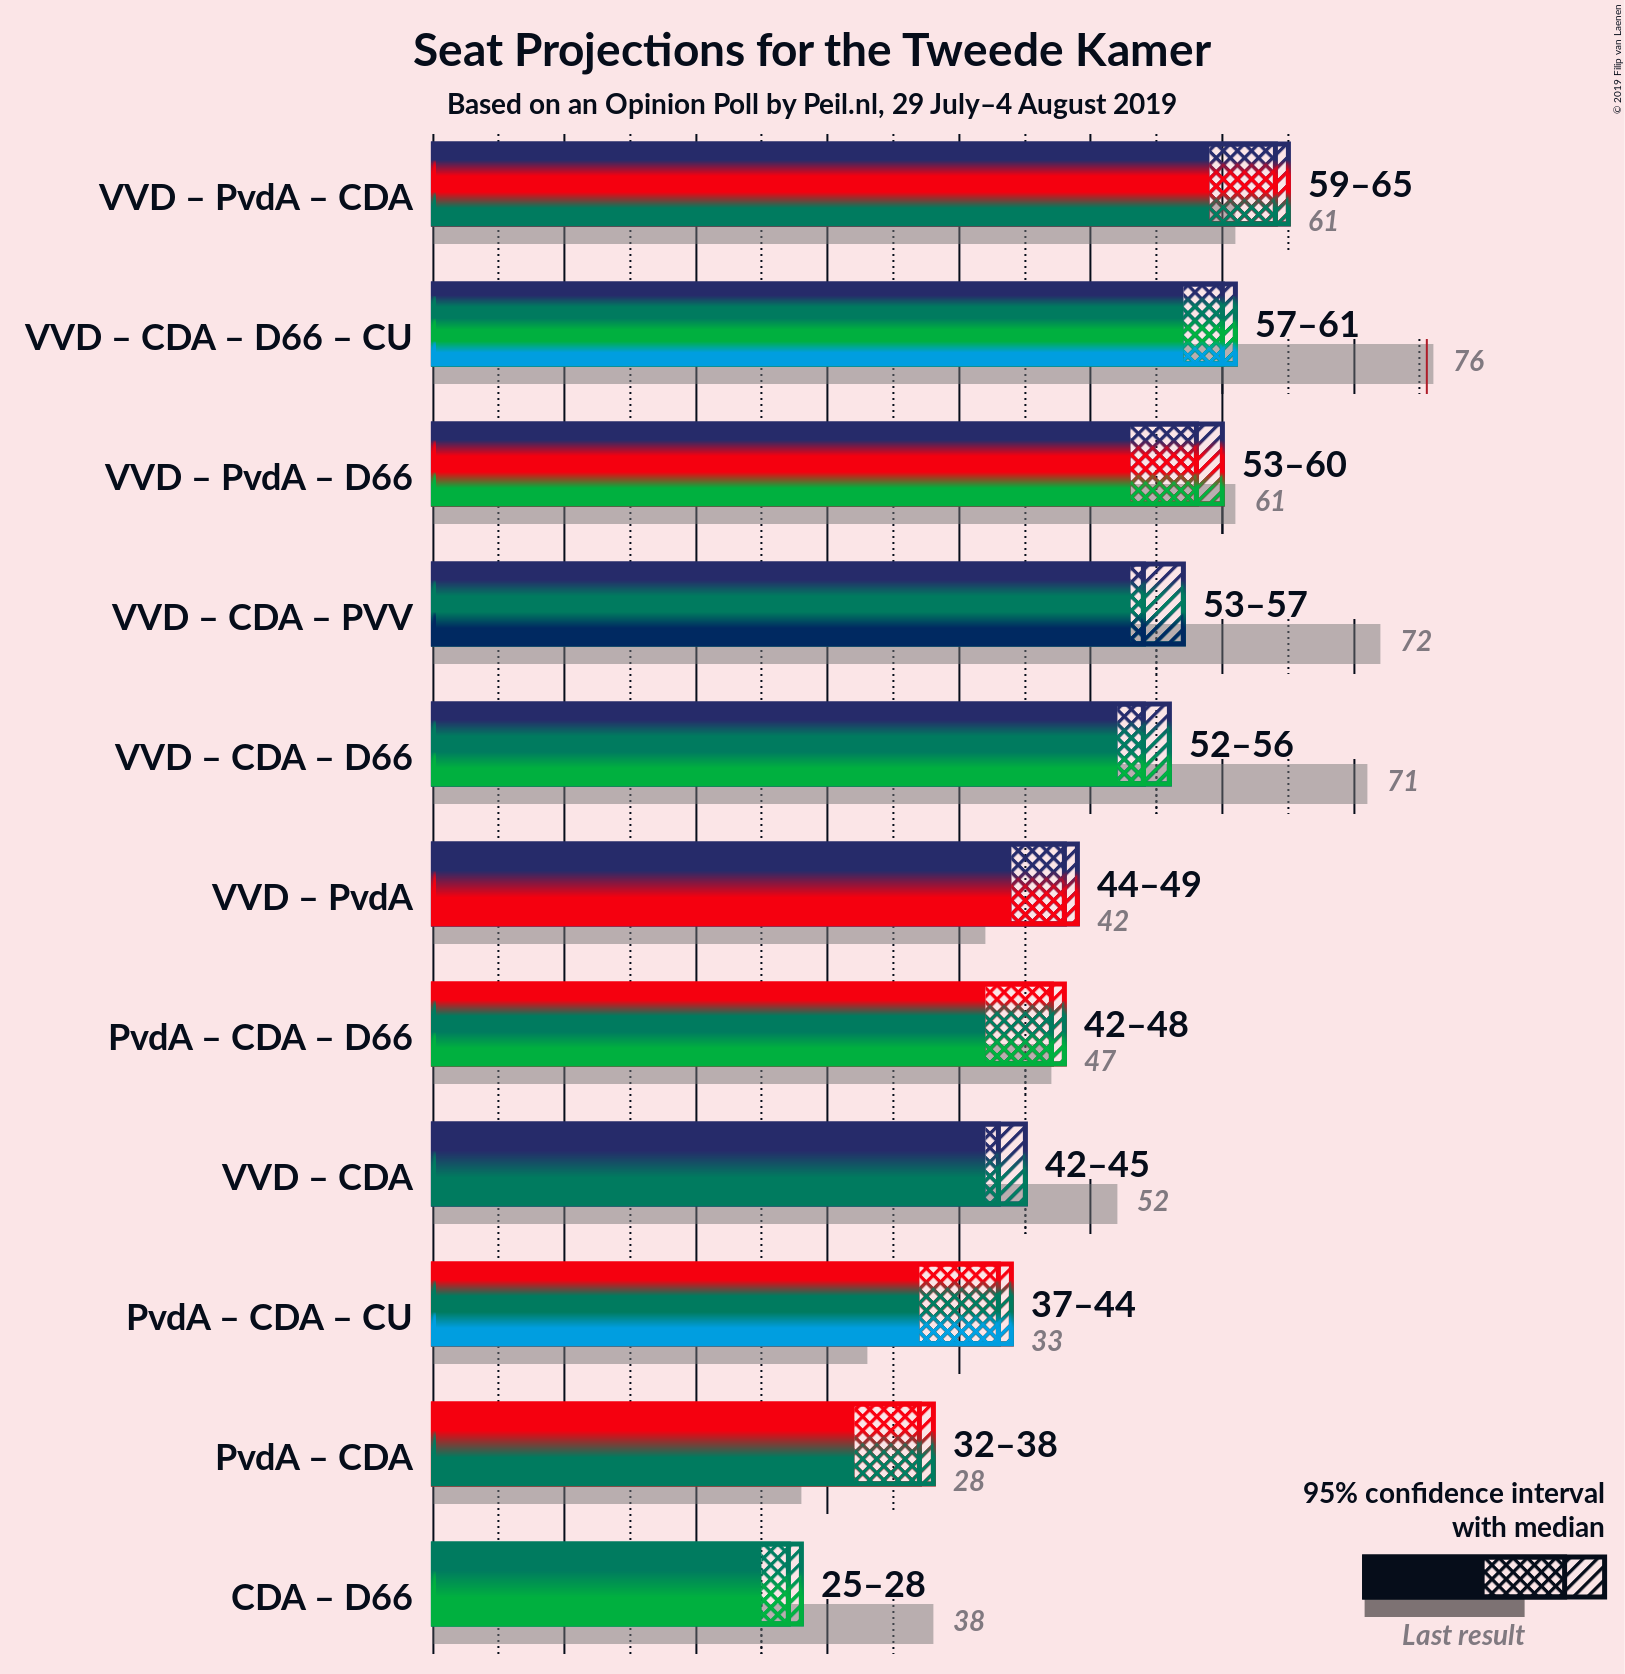 Seat Projections for the Tweede Kamer
Based on an Opinion Poll by Peil.nl, 29 July–4 August 2019
© 2019 Filip van Laenen
VVD – PvdA – CDA
59–65
61
VVD – CDA – D66 – CU
57–61
76
VVD – PvdA – D66
53–60
61
VVD – CDA – PVV
53–57
72
VVD – CDA – D66
52–56
71
VVD – PvdA
44–49
42
PvdA – CDA – D66
42–48
47
VVD – CDA
42–45
52
PvdA – CDA – CU
37–44
33
PvdA – CDA
32–38
28
CDA – D66
25–28
38
95% confidence interval
with median
Last result